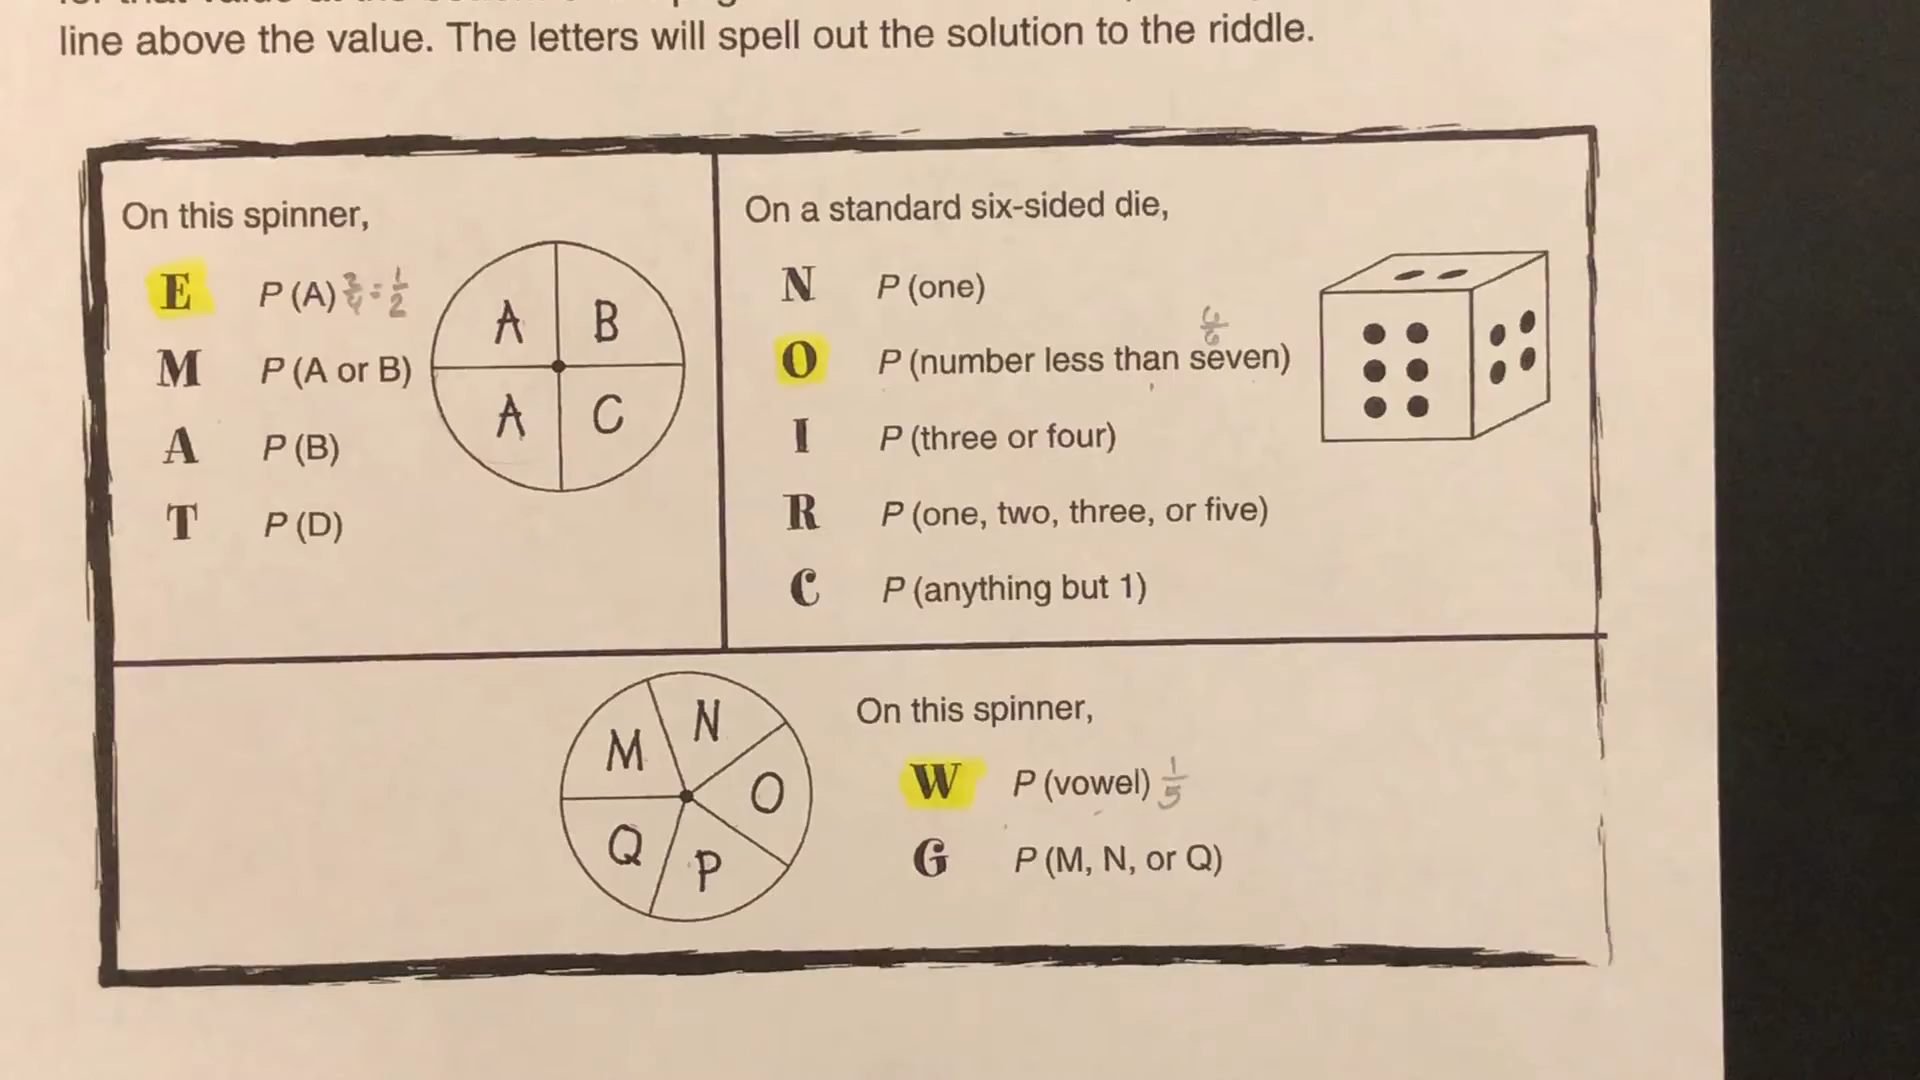 line above the value. The letters will spell out the solution to the riddle.
On this spinner,
E P (A) 2/4 = 1/2
M P (A or B)
A P (B)
T P (D)
A B
A C
On a standard six-sided die,
N P (one)
O P (number less than seven) 6/6
I P (three or four)
R P (one, two, three, or five)
C P (anything but 1)
M N
O
Q P
On this spinner,
W P (vowel) 1/5
G P (M, N, or Q)